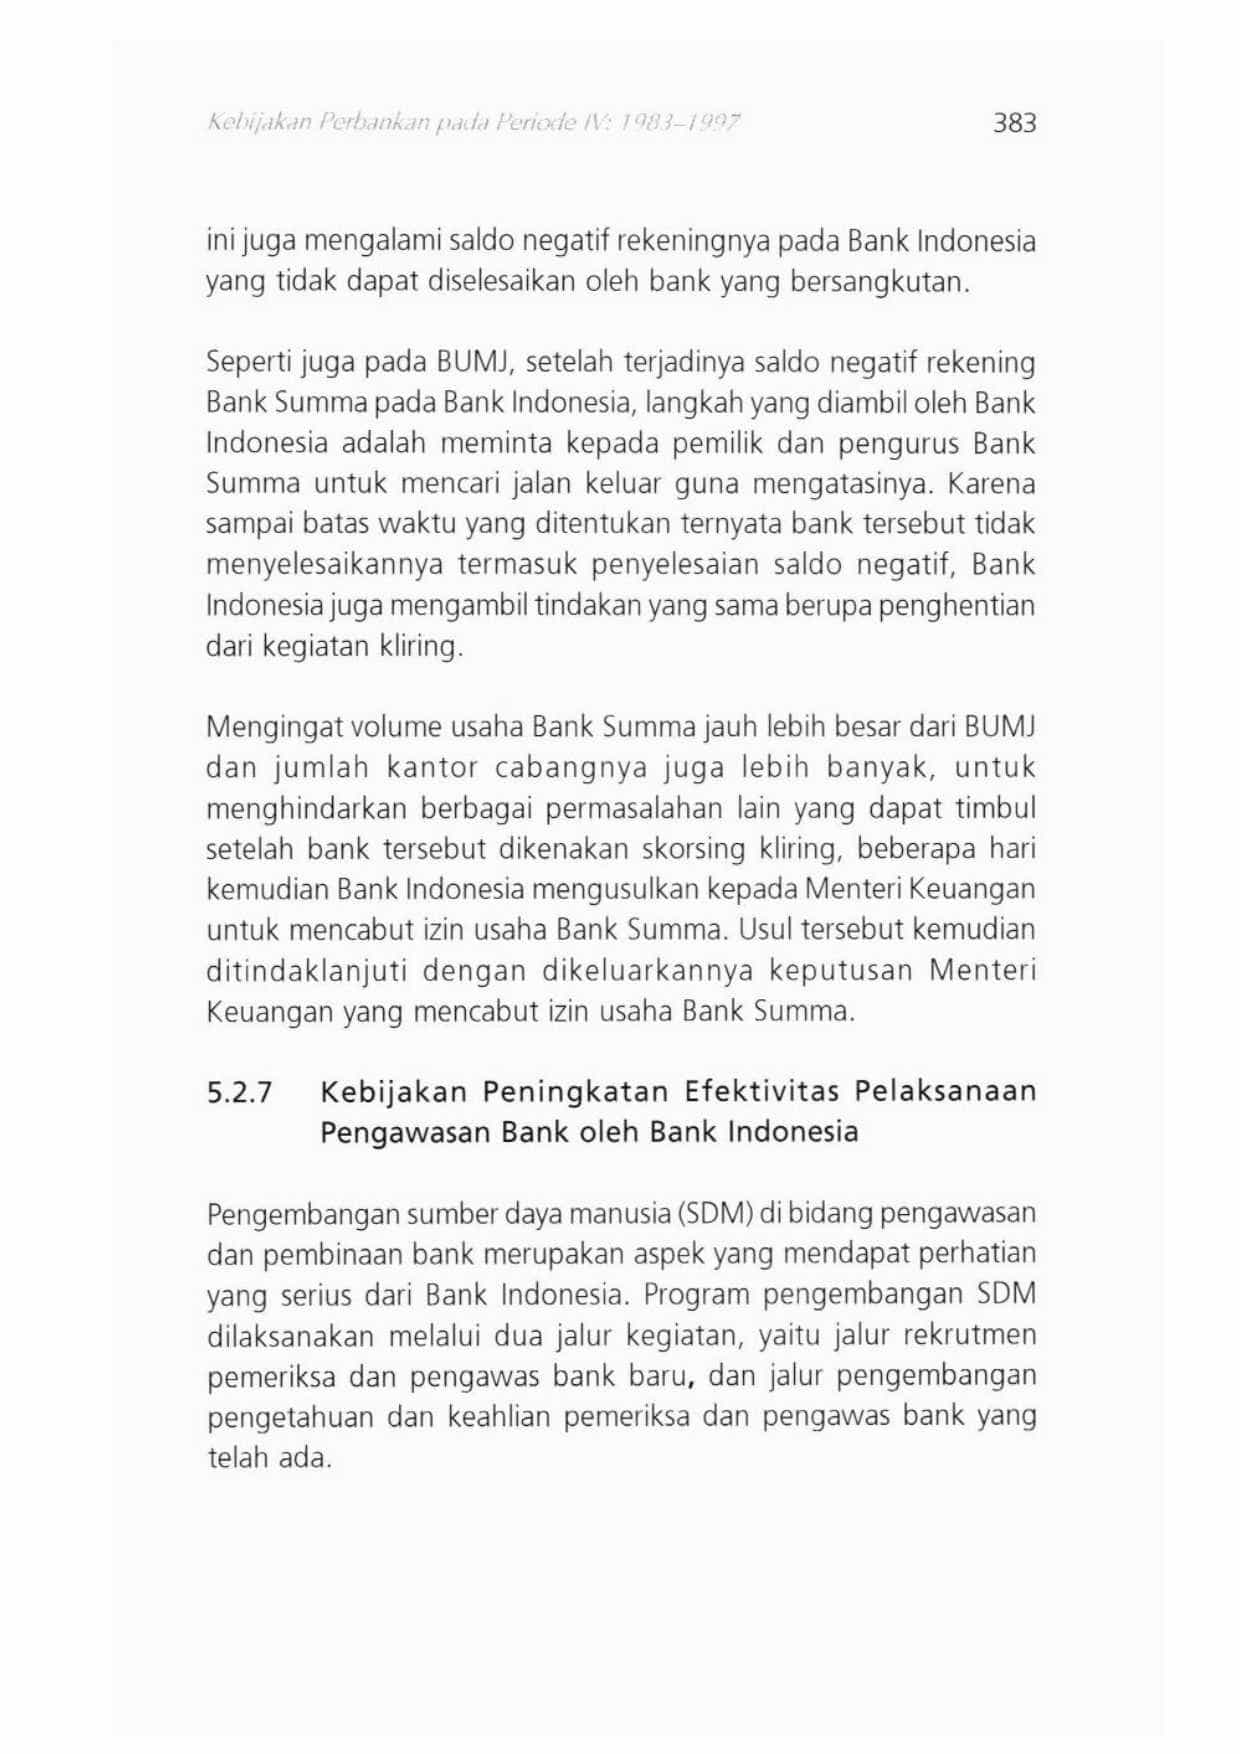 Kebijakan Perbankan pada Periode IV: 1983–1997 383
ini juga mengalami saldo negatif rekeningnya pada Bank Indonesia
yang tidak dapat diselesaikan oleh bank yang bersangkutan.
Seperti juga pada BUMJ, setelah terjadinya saldo negatif rekening
Bank Summa pada Bank Indonesia, langkah yang diambil oleh Bank
Indonesia adalah meminta kepada pemilik dan pengurus Bank
Summa untuk mencari jalan keluar guna mengatasinya. Karena
sampai batas waktu yang ditentukan ternyata bank tersebut tidak
menyelesaikannya termasuk penyelesaian saldo negatif, Bank
Indonesia juga mengambil tindakan yang sama berupa penghentian
dari kegiatan kliring.
Mengingat volume usaha Bank Summa jauh lebih besar dari BUMJ
dan jumlah kantor cabangnya juga lebih banyak, untuk
menghindarkan berbagai permasalahan lain yang dapat timbul
setelah bank tersebut dikenakan skorsing kliring, beberapa hari
kemudian Bank Indonesia mengusulkan kepada Menteri Keuangan
untuk mencabut izin usaha Bank Summa. Usul tersebut kemudian
ditindaklanjuti dengan dikeluarkannya keputusan Menteri
Keuangan yang mencabut izin usaha Bank Summa.
5.2.7 Kebijakan Peningkatan Efektivitas Pelaksanaan
Pengawasan Bank oleh Bank Indonesia
Pengembangan sumber daya manusia (SDM) di bidang pengawasan
dan pembinaan bank merupakan aspek yang mendapat perhatian
yang serius dari Bank Indonesia. Program pengembangan SDM
dilaksanakan melalui dua jalur kegiatan, yaitu jalur rekrutmen
pemeriksa dan pengawas bank baru, dan jalur pengembangan
pengetahuan dan keahlian pemeriksa dan pengawas bank yang
telah ada.